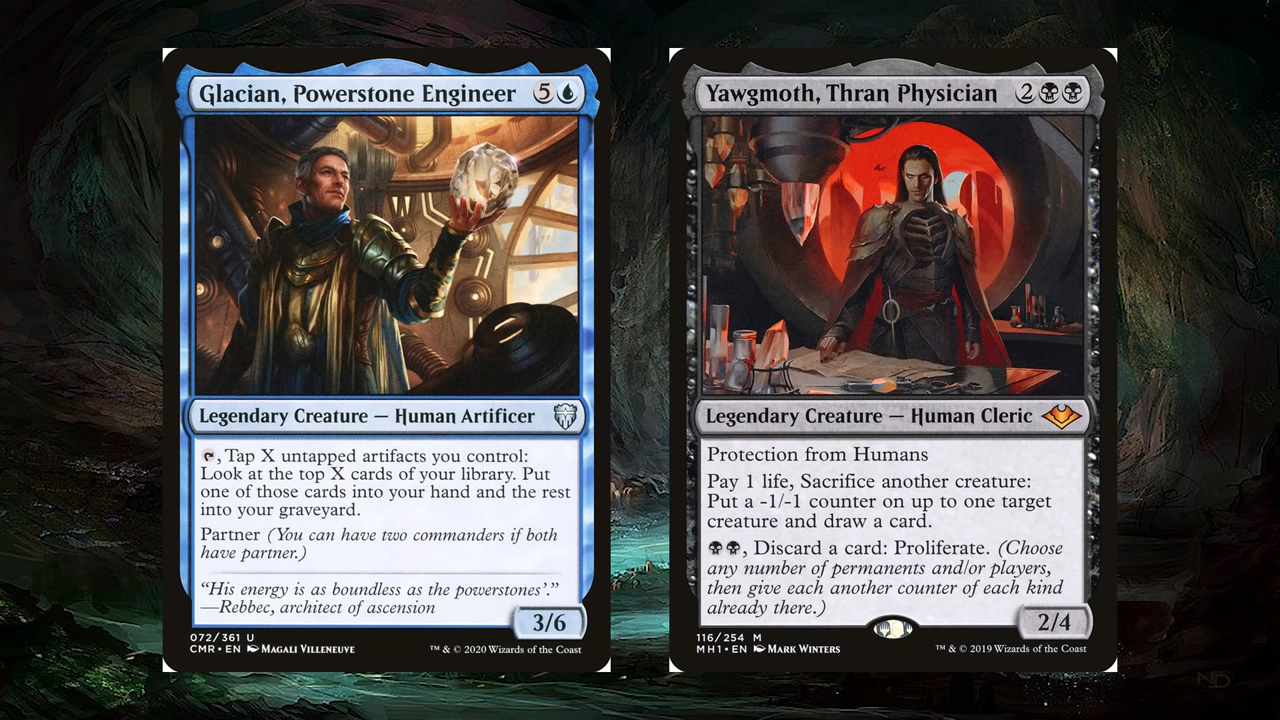 Glacian, Powerstone Engineer 5
Legendary Creature — Human Artificer
, Tap X untapped artifacts you control:
Look at the top X cards of your library. Put
one of those cards into your hand and the rest
into your graveyard.
Partner (You can have two commanders if both
have partner.)
“His energy is as boundless as the powerstones’.”
—Rebbec, architect of ascension
3/6
072/361 U
CMR • EN Magali Villeneuve
™ & © 2020 Wizards of the Coast
Yawgmoth, Thran Physician 2
Legendary Creature — Human Cleric
Protection from Humans
Pay 1 life, Sacrifice another creature:
Put a -1/-1 counter on up to one target
creature and draw a card.
, Discard a card: Proliferate. (Choose
any number of permanents and/or players,
then give each another counter of each kind
already there.)
2/4
116/254 M
MH1 • EN Mark Winters
™ & © 2019 Wizards of the Coast